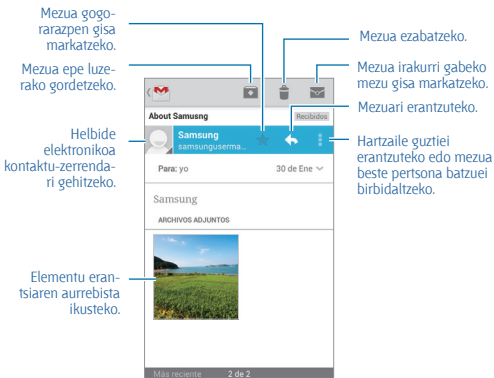 Mezua gogo-
rarazpen gisa
markatzeko.
Mezua epe luze-
rako gordetzeko.
Helbide
elektronikoa
kontaktu-zerrenda-
ri gehitzeko.
Elementu eran-
tsiaren aurrebista
ikusteko.
About Samusng
Recibidos
Samsung
samsunguserma...
Para: yo
30 de Ene
Samsung
ARCHIVOS ADJUNTOS
Más reciente
2 de 2
Mezua ezabatzeko.
Mezua irakurri gabeko
mezu gisa markatzeko.
Mezuari erantzuteko.
Hartzaile guztiei
erantzuteko edo mezua
beste pertsona batzuei
birbidaltzeko.